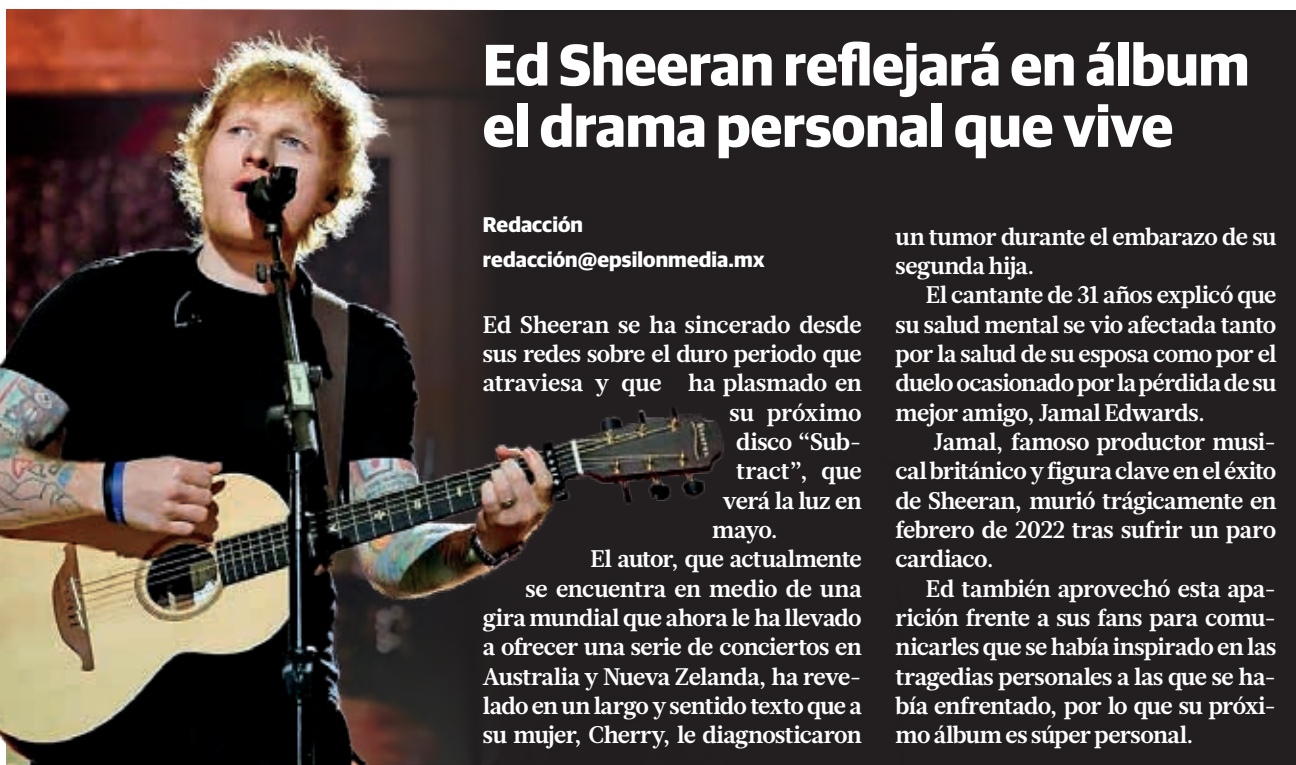 Ed Sheeran reflejará en álbum
el drama personal que vive
Redacción
redacción@epsilonmedia.mx
Ed Sheeran se ha sincerado desde
sus redes sobre el duro periodo que
atraviesa y que ha plasmado en
su próximo
disco “Sub-
tract”, que
verá la luz en
mayo.
El autor, que actualmente
se encuentra en medio de una
gira mundial que ahora le ha llevado
a ofrecer una serie de conciertos en
Australia y Nueva Zelanda, ha reve-
lado en un largo y sentido texto que a
su mujer, Cherry, le diagnosticaron
un tumor durante el embarazo de su
segunda hija.
El cantante de 31 años explicó que
su salud mental se vio afectada tanto
por la salud de su esposa como por el
duelo ocasionado por la pérdida de su
mejor amigo, Jamal Edwards.
Jamal, famoso productor musi-
cal británico y figura clave en el éxito
de Sheeran, murió trágicamente en
febrero de 2022 tras sufrir un paro
cardiaco.
Ed también aprovechó esta apa-
rición frente a sus fans para comu-
nicarles que se había inspirado en las
tragedias personales a las que se ha-
bía enfrentado, por lo que su próxi-
mo álbum es súper personal.